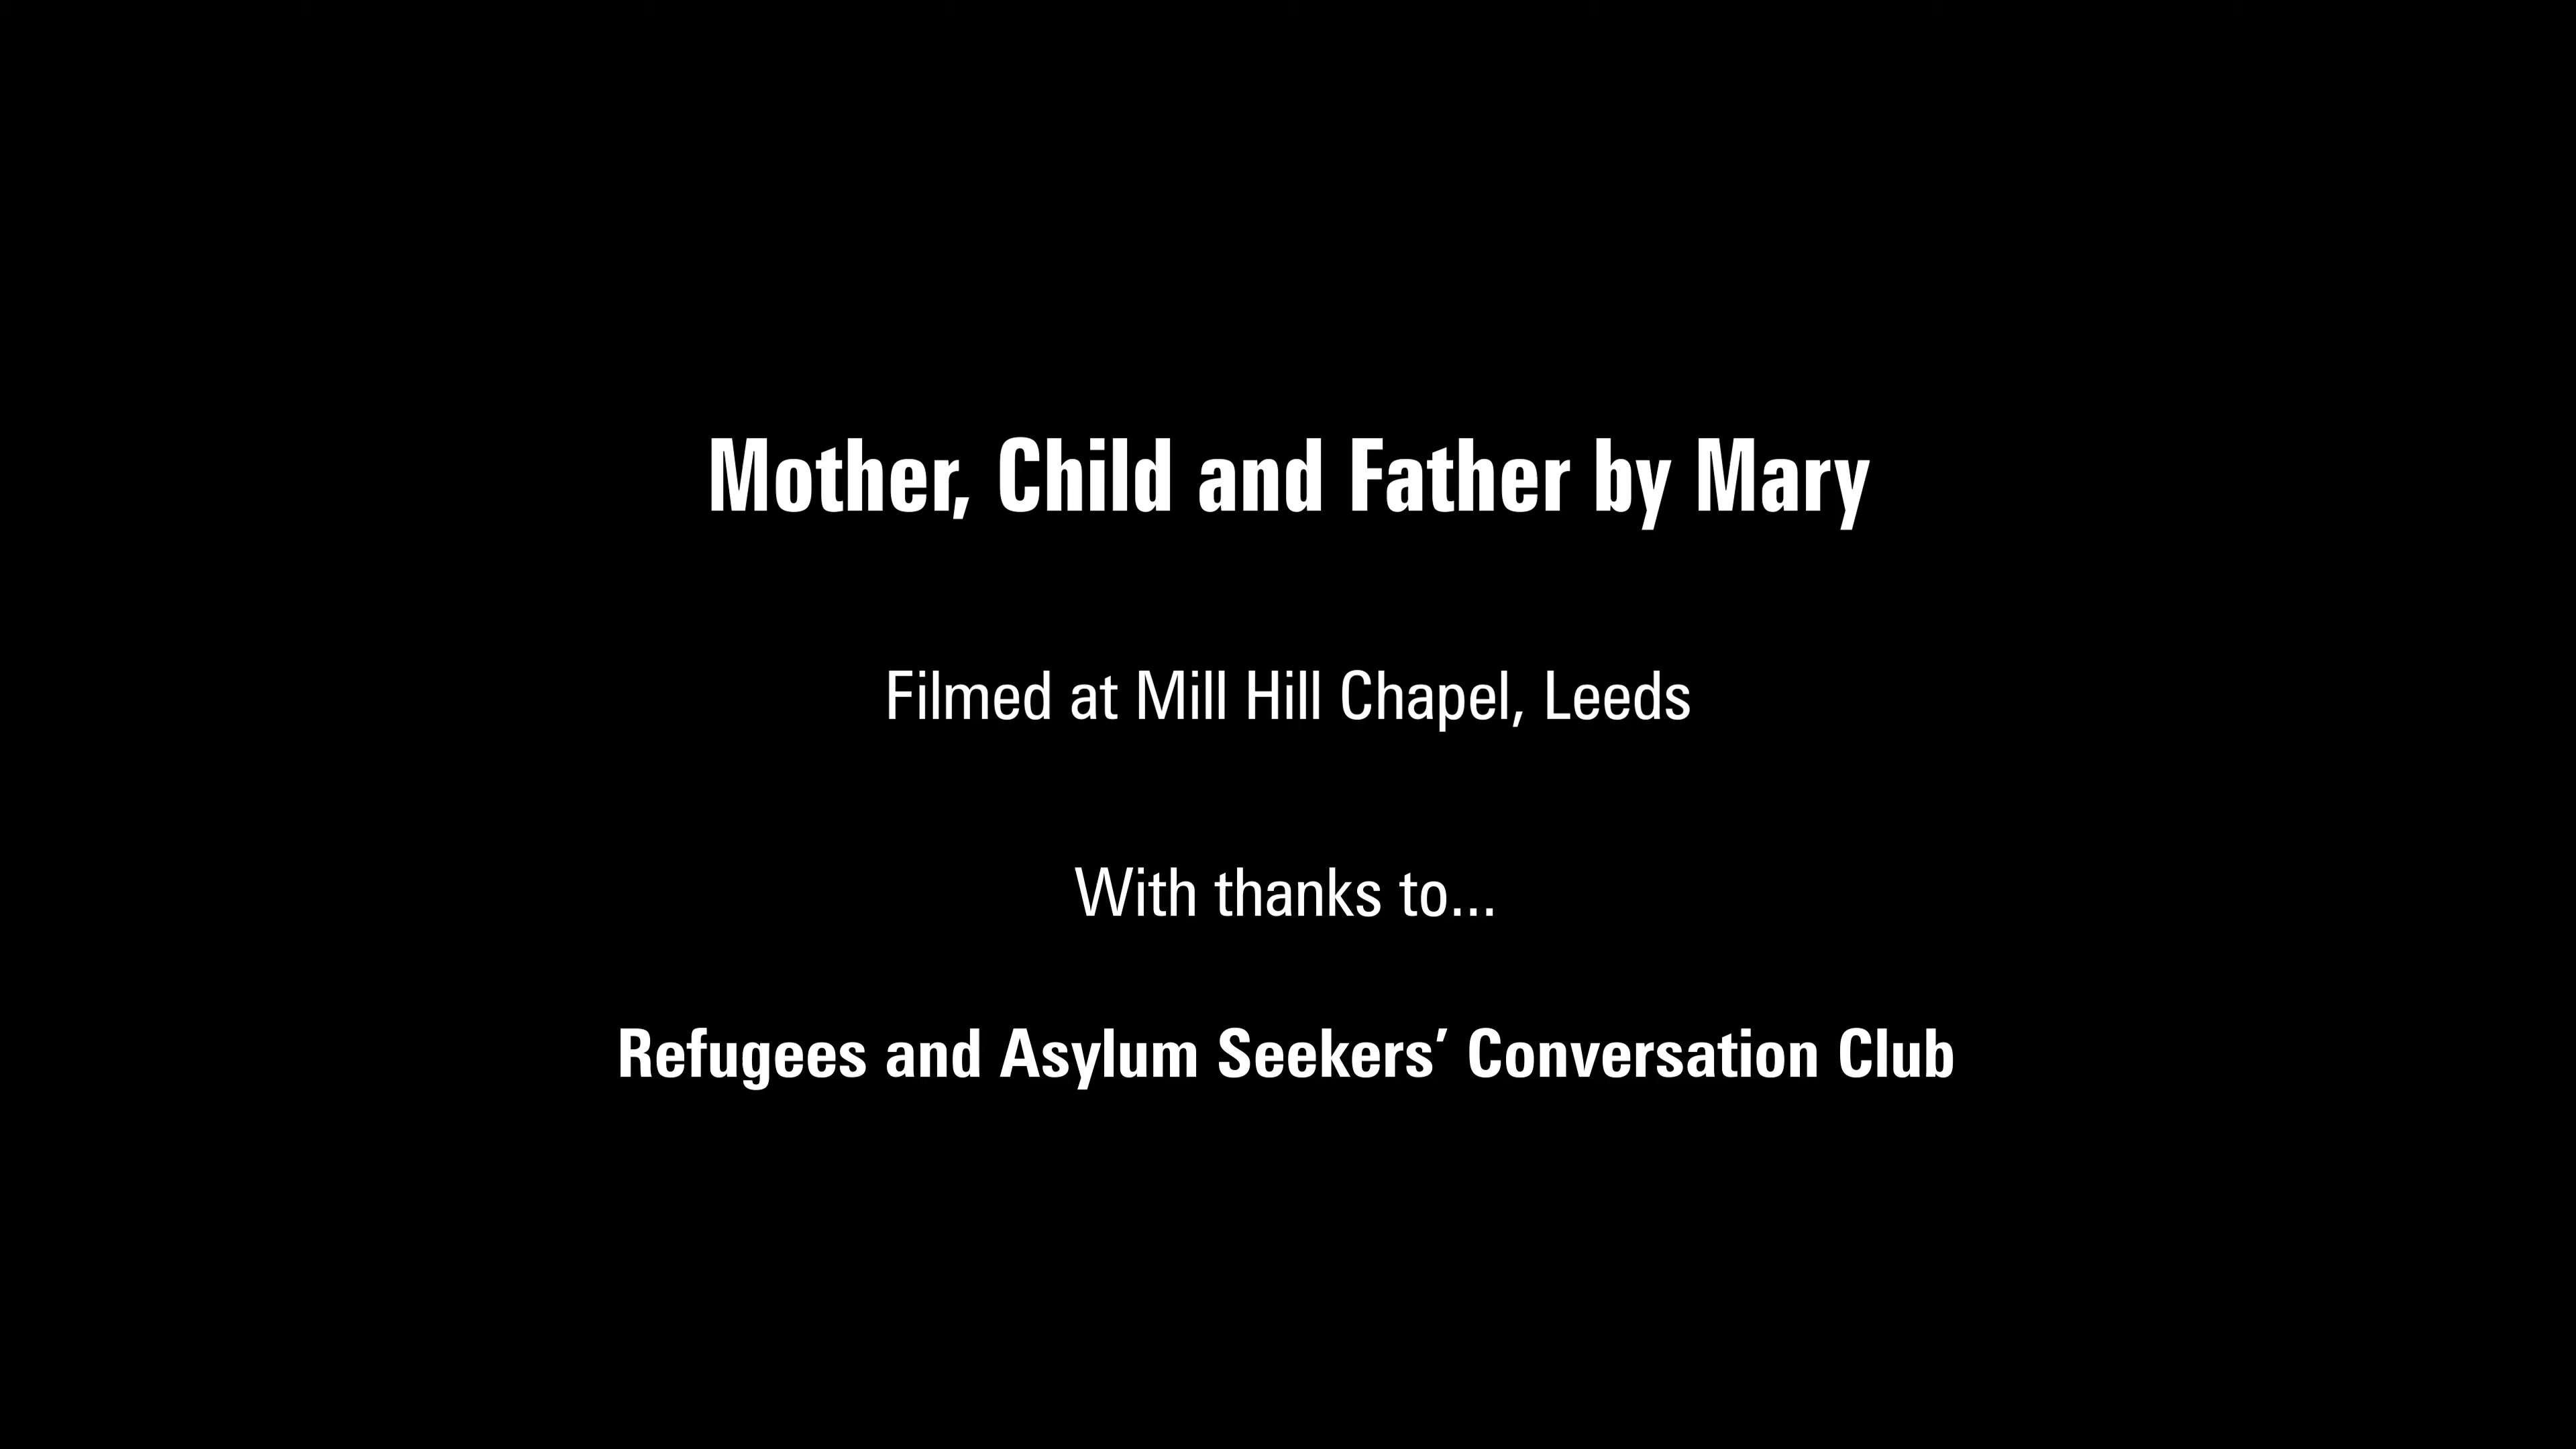 Mother, Child and Father by Mary
Filmed at Mill Hill Chapel, Leeds
With thanks to...
Refugees and Asylum Seekers’ Conversation Club